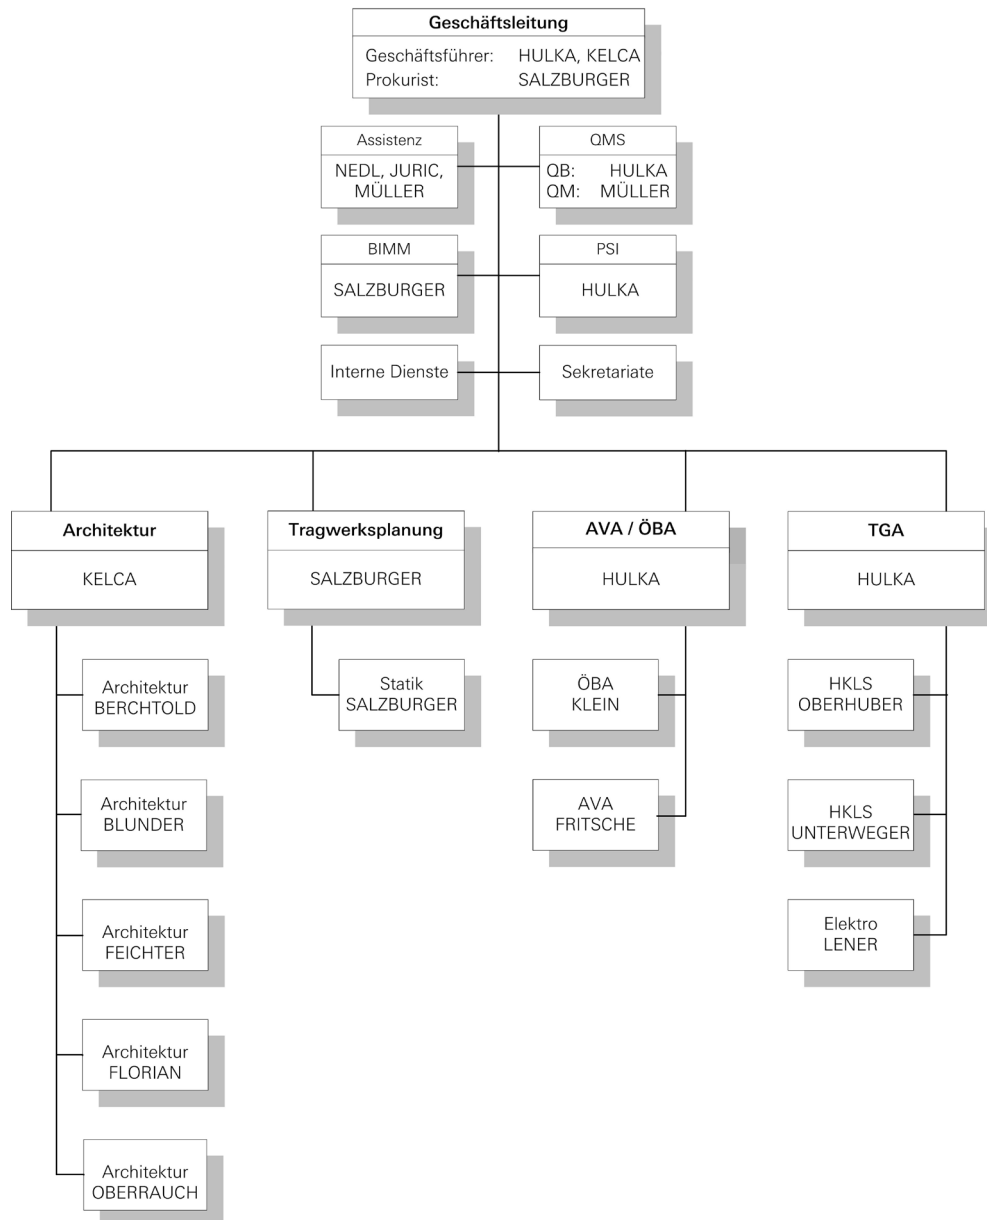 Geschäftsleitung
Geschäftsführer: HULKA, KELCA
Prokurist: SALZBURGER
Assistenz
NEDL, JURIC,
MÜLLER
QMS
QB: HULKA
QM: MÜLLER
BIMM
SALZBURGER
PSI
HULKA
Interne Dienste
Sekretariate
Architektur
KELCA
Tragwerksplanung
SALZBURGER
AVA / ÖBA
HULKA
TGA
HULKA
Architektur
BERCHTOLD
Architektur
BLUNDER
Architektur
FEICHTER
Architektur
FLORIAN
Architektur
OBERRAUCH
Statik
SALZBURGER
ÖBA
KLEIN
AVA
FRITSCHE
HKLS
OBERHUBER
HKLS
UNTERWEGER
Elektro
LENER